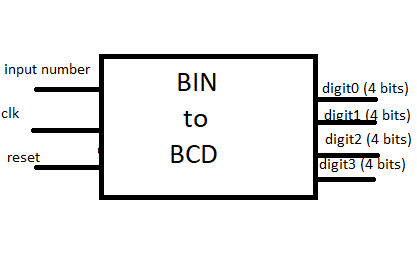 input number
clk
reset
BIN
to
BCD
digit0 (4 bits)
digit1 (4 bits)
digit2 (4 bits)
digit3 (4 bits)